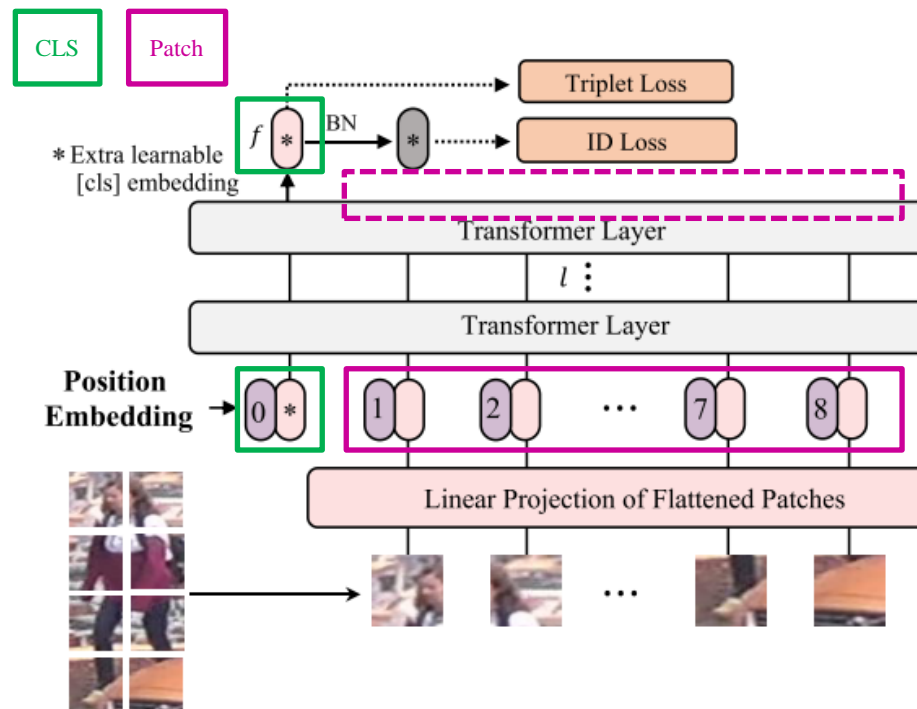 CLS
Patch
Triplet Loss
f * BN * ID Loss
* Extra learnable
[cls] embedding
Transformer Layer
l ⋮
Transformer Layer
Position
Embedding
0 * 1 2 ... 7 8
Linear Projection of Flattened Patches
...